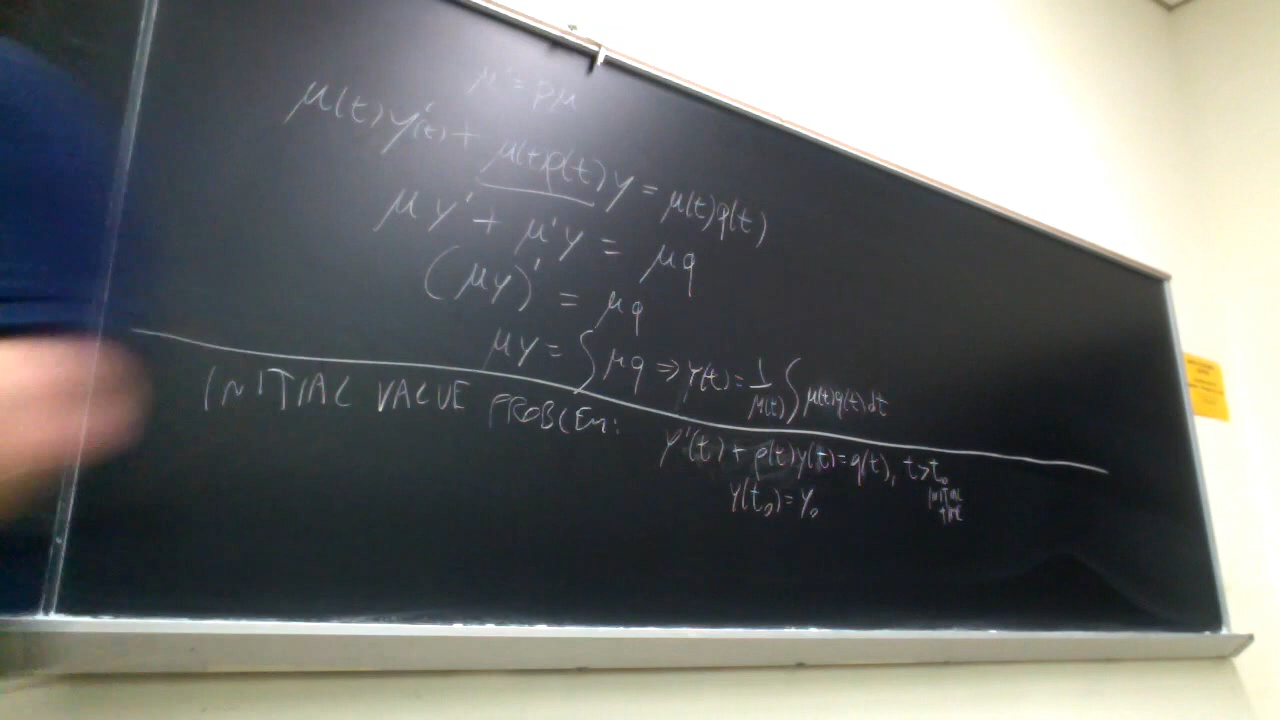 μ' = pμ
μ(t)y'(t) + μ(t)p(t)y = μ(t)q(t)
μy' + μ'y = μq
(μy)' = μq
μy = ∫μq ⇒ y(t) = 1/μ(t) ∫μ(t)q(t)dt
INITIAL VALUE PROBLEM: y'(t) + p(t)y(t) = q(t), t > t₀
y(t₀) = y₀
INITIAL
TIME